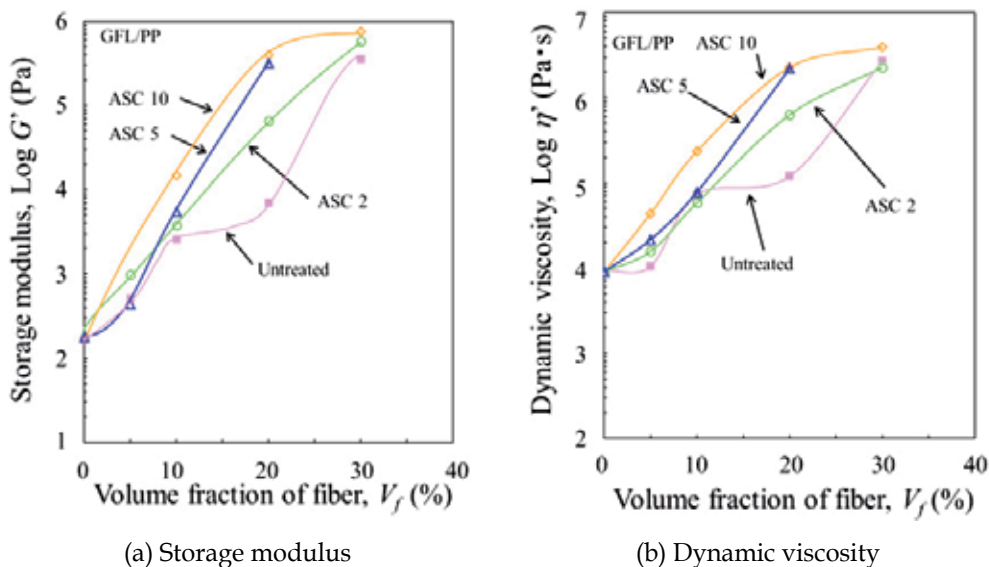 6
5
4
3
2
1
0
10
20
30
40
Storage modulus, Log G' (Pa)
Volume fraction of fiber, V_f (%)
GFL/PP
ASC 10
ASC 5
ASC 2
Untreated
(a) Storage modulus
7
6
5
4
3
2
0
10
20
30
40
Dynamic viscosity, Log η' (Pa·s)
Volume fraction of fiber, V_f (%)
GFL/PP
ASC 10
ASC 5
ASC 2
Untreated
(b) Dynamic viscosity